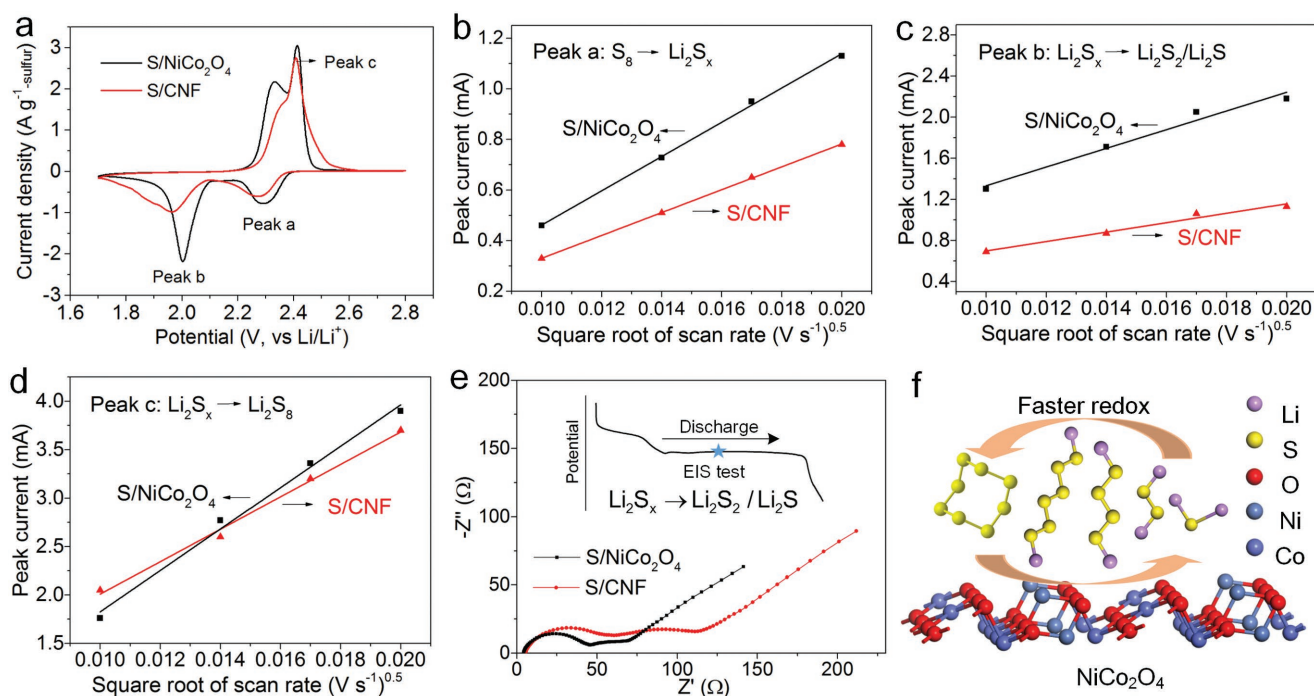 a
S/NiCo₂O₄
S/CNF
Peak c
Peak a
Peak b
3
2
1
0
-1
-2
-3
1.6 1.8 2.0 2.2 2.4 2.6 2.8
Current density (A g⁻¹-sulfur)
Potential (V, vs Li/Li⁺)
b
Peak a: S₈ → Li₂Sₓ
S/NiCo₂O₄
S/CNF
1.2
1.0
0.8
0.6
0.4
0.2
0.010 0.012 0.014 0.016 0.018 0.020
Peak current (mA)
Square root of scan rate (V s⁻¹)⁰·⁵
c
Peak b: Li₂Sₓ → Li₂S₂/Li₂S
S/NiCo₂O₄
S/CNF
2.8
2.4
2.0
1.6
1.2
0.8
0.4
0.010 0.012 0.014 0.016 0.018 0.020
Peak current (mA)
Square root of scan rate (V s⁻¹)⁰·⁵
d
Peak c: Li₂Sₓ → Li₂S₈
S/NiCo₂O₄
S/CNF
4.0
3.5
3.0
2.5
2.0
1.5
0.010 0.012 0.014 0.016 0.018 0.020
Peak current (mA)
Square root of scan rate (V s⁻¹)⁰·⁵
e
Potential
Discharge
EIS test
Li₂Sₓ → Li₂S₂ / Li₂S
S/NiCo₂O₄
S/CNF
200
150
100
50
0
0 50 100 150 200 250
-Z'' (Ω)
Z' (Ω)
f
Faster redox
Li
S
O
Ni
Co
NiCo₂O₄